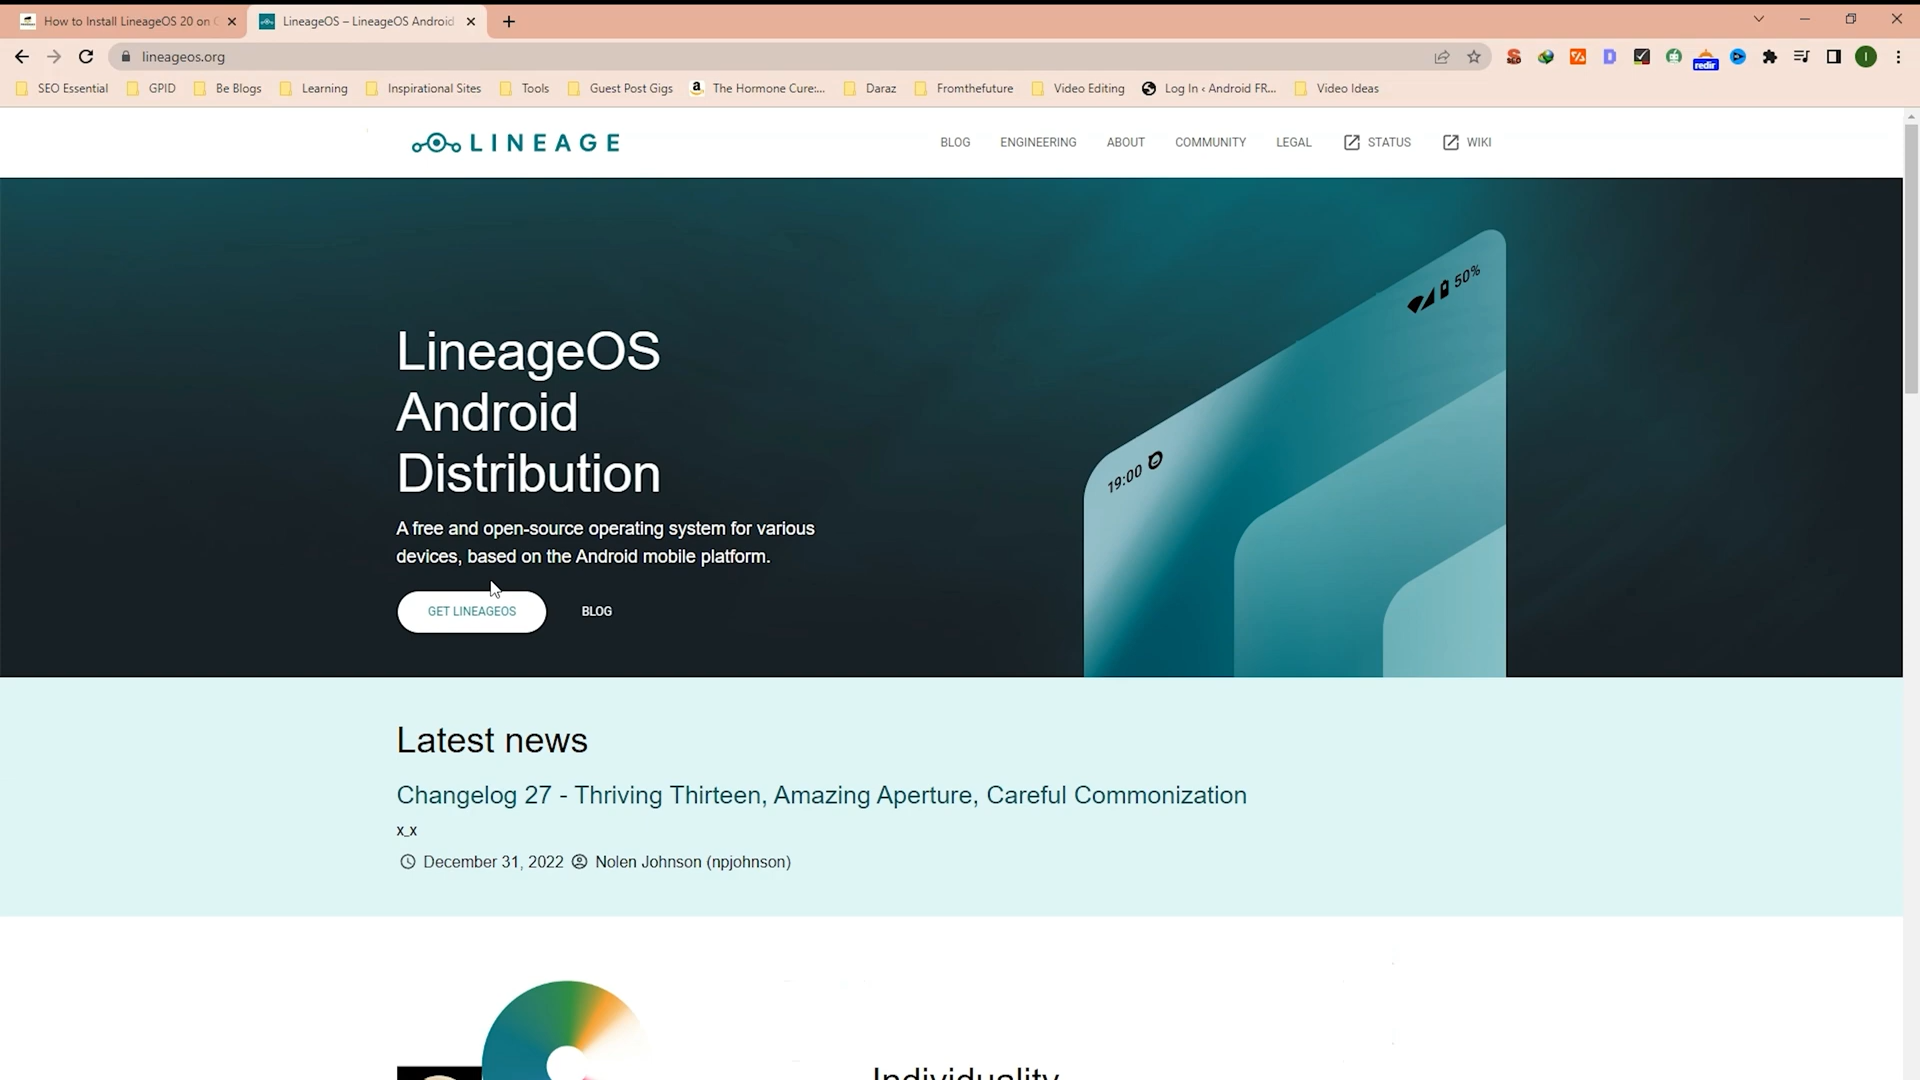 How to Install LineageOS 20 on
LineageOS – LineageOS Android
lineageos.org
redir
I
SEO Essential
GPID
Be Blogs
Learning
Inspirational Sites
Tools
Guest Post Gigs
The Hormone Cure:...
Daraz
Fromthefuture
Video Editing
Log In ‹ Android FR...
Video Ideas
LINEAGE
BLOG
ENGINEERING
ABOUT
COMMUNITY
LEGAL
STATUS
WIKI
50%
19:00
LineageOS
Android
Distribution
A free and open-source operating system for various
devices, based on the Android mobile platform.
GET LINEAGEOS
BLOG
Latest news
Changelog 27 - Thriving Thirteen, Amazing Aperture, Careful Commonization
x_x
December 31, 2022
Nolen Johnson (npjohnson)
Individuality